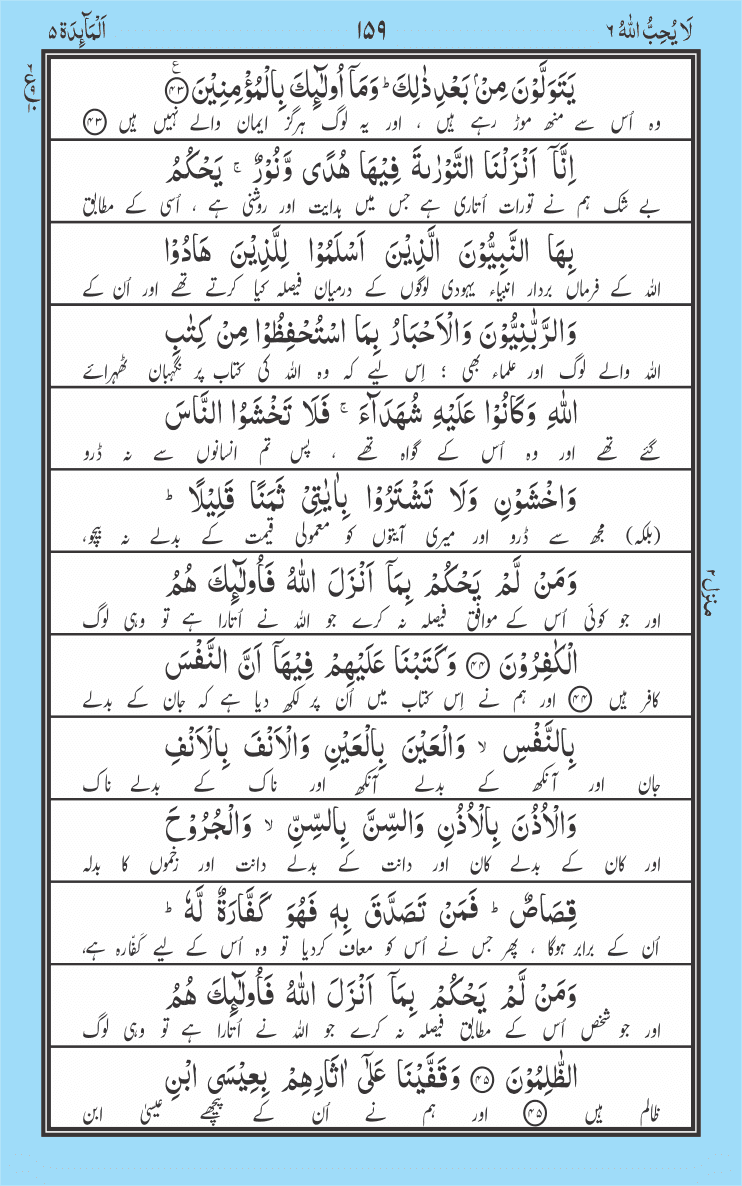 لَا يُحِبُّ اللّٰهُ ٦ ١٥٩ اَلْمَآئِدَة ٥
يَتَوَلَّوْنَ مِنْۢ بَعْدِ ذٰلِكَ ؕ وَمَاۤ اُولٰٓئِكَ بِالْمُؤْمِنِيْنَ ﴿۴۳﴾ ع
وہ اُس سے منھ موڑ رہے ہیں ، اور یہ لوگ ہرگز ایمان والے نہیں ہیں ﴿۴۳﴾
اِنَّاۤ اَنْزَلْنَا التَّوْرٰىةَ فِيْهَا هُدًى وَّنُوْرٌ ۚ يَحْكُمُ
بے شک ہم نے تورات اُتاری ہے جس میں ہدایت اور روشنی ہے ، اُسی کے مطابق
بِهَا النَّبِيُّوْنَ الَّذِيْنَ اَسْلَمُوْا لِلَّذِيْنَ هَادُوْا
اللہ کے فرماں بردار انبیاء یہودی لوگوں کے درمیان فیصلہ کیا کرتے تھے اور اُن کے
وَالرَّبّٰنِيُّوْنَ وَالْاَحْبَارُ بِمَا اسْتُحْفِظُوْا مِنْ كِتٰبِ
اللہ والے لوگ اور علماء بھی ؛ اِس لیے کہ وہ اللہ کی کتاب پر نگہبان ٹھہرائے
اللّٰهِ وَكَانُوْا عَلَيْهِ شُهَدَآءَ ۚ فَلَا تَخْشَوُا النَّاسَ
گئے تھے اور وہ اُس کے گواہ تھے ، پس تم انسانوں سے نہ ڈرو
وَاخْشَوْنِ وَلَا تَشْتَرُوْا بِاٰيٰتِيْ ثَمَنًا قَلِيْلًا ؕ
(بلکہ) مجھ سے ڈرو اور میری آیتوں کو معمولی قیمت کے بدلے نہ بیچو،
وَمَنْ لَّمْ يَحْكُمْ بِمَاۤ اَنْزَلَ اللّٰهُ فَاُولٰٓئِكَ هُمُ
اور جو کوئی اُس کے موافق فیصلہ نہ کرے جو اللہ نے اُتارا ہے تو وہی لوگ
الْكٰفِرُوْنَ ﴿۴۴﴾ وَكَتَبْنَا عَلَيْهِمْ فِيْهَاۤ اَنَّ النَّفْسَ
کافر ہیں ﴿۴۴﴾ اور ہم نے اِس کتاب میں اُن پر لکھ دیا ہے کہ جان کے بدلے
بِالنَّفْسِ ۙ وَالْعَيْنَ بِالْعَيْنِ وَالْاَنْفَ بِالْاَنْفِ
جان اور آنکھ کے بدلے آنکھ اور ناک کے بدلے ناک
وَالْاُذُنَ بِالْاُذُنِ وَالسِّنَّ بِالسِّنِّ ۙ وَالْجُرُوْحَ
اور کان کے بدلے کان اور دانت کے بدلے دانت اور زخموں کا بدلہ
قِصَاصٌ ؕ فَمَنْ تَصَدَّقَ بِهٖ فَهُوَ كَفَّارَةٌ لَّهٗ ؕ
اُن کے برابر ہوگا ، پھر جس نے اُس کو معاف کردیا تو وہ اُس کے لیے کفّارہ ہے،
وَمَنْ لَّمْ يَحْكُمْ بِمَاۤ اَنْزَلَ اللّٰهُ فَاُولٰٓئِكَ هُمُ
اور جو شخص اُس کے مطابق فیصلہ نہ کرے جو اللہ نے اُتارا ہے تو وہی لوگ
الظّٰلِمُوْنَ ﴿۴۵﴾ وَقَفَّيْنَا عَلٰۤى اٰثَارِهِمْ بِعِيْسَى ابْنِ
ظالم ہیں ﴿۴۵﴾ اور ہم نے اُن کے پیچھے عیسیٰ ابن
منزل ٢